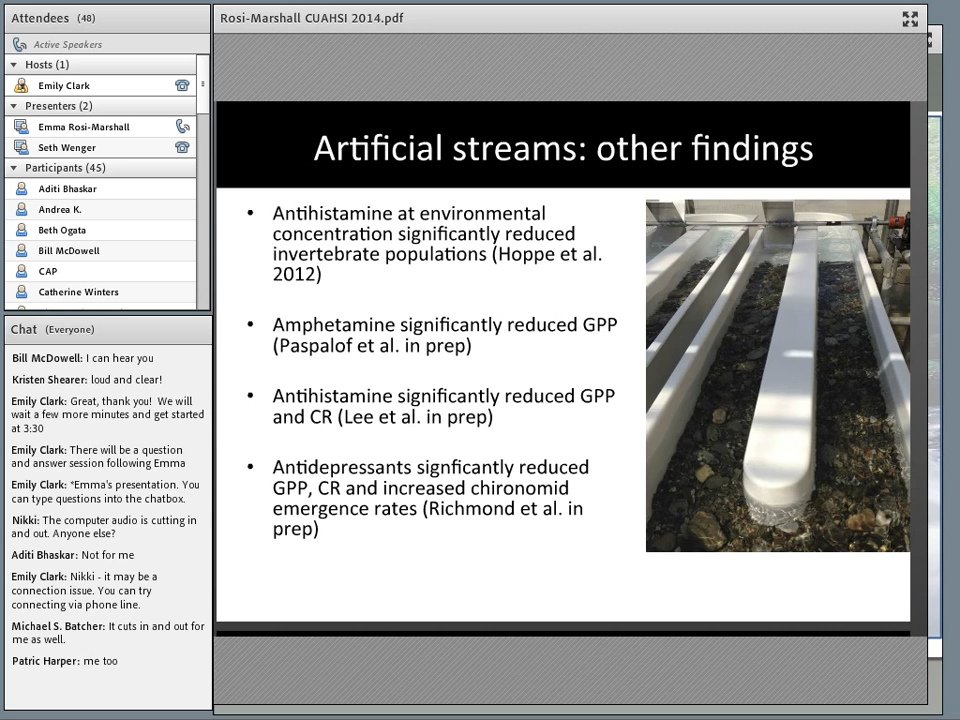 Attendees (48)
Active Speakers
Hosts (1)
Emily Clark
Presenters (2)
Emma Rosi-Marshall
Seth Wenger
Participants (45)
Aditi Bhaskar
Andrea K.
Beth Ogata
Bill McDowell
CAP
Catherine Winters
Chat (Everyone)
Bill McDowell: I can hear you
Kristen Shearer: loud and clear!
Emily Clark: Great, thank you! We will
wait a few more minutes and get started
at 3:30
Emily Clark: There will be a question
and answer session following Emma
Emily Clark: *Emma's presentation. You
can type questions into the chatbox.
Nikki: The computer audio is cutting in
and out. Anyone else?
Aditi Bhaskar: Not for me
Emily Clark: Nikki - it may be a
connection issue. You can try
connecting via phone line.
Michael S. Batcher: It cuts in and out for
me as well.
Patric Harper: me too
Rosi-Marshall CUAHSI 2014.pdf
Artificial streams: other findings
• Antihistamine at environmental
concentration significantly reduced
invertebrate populations (Hoppe et al.
2012)
• Amphetamine significantly reduced GPP
(Paspalof et al. in prep)
• Antihistamine significantly reduced GPP
and CR (Lee et al. in prep)
• Antidepressants signficantly reduced
GPP, CR and increased chironomid
emergence rates (Richmond et al. in
prep)